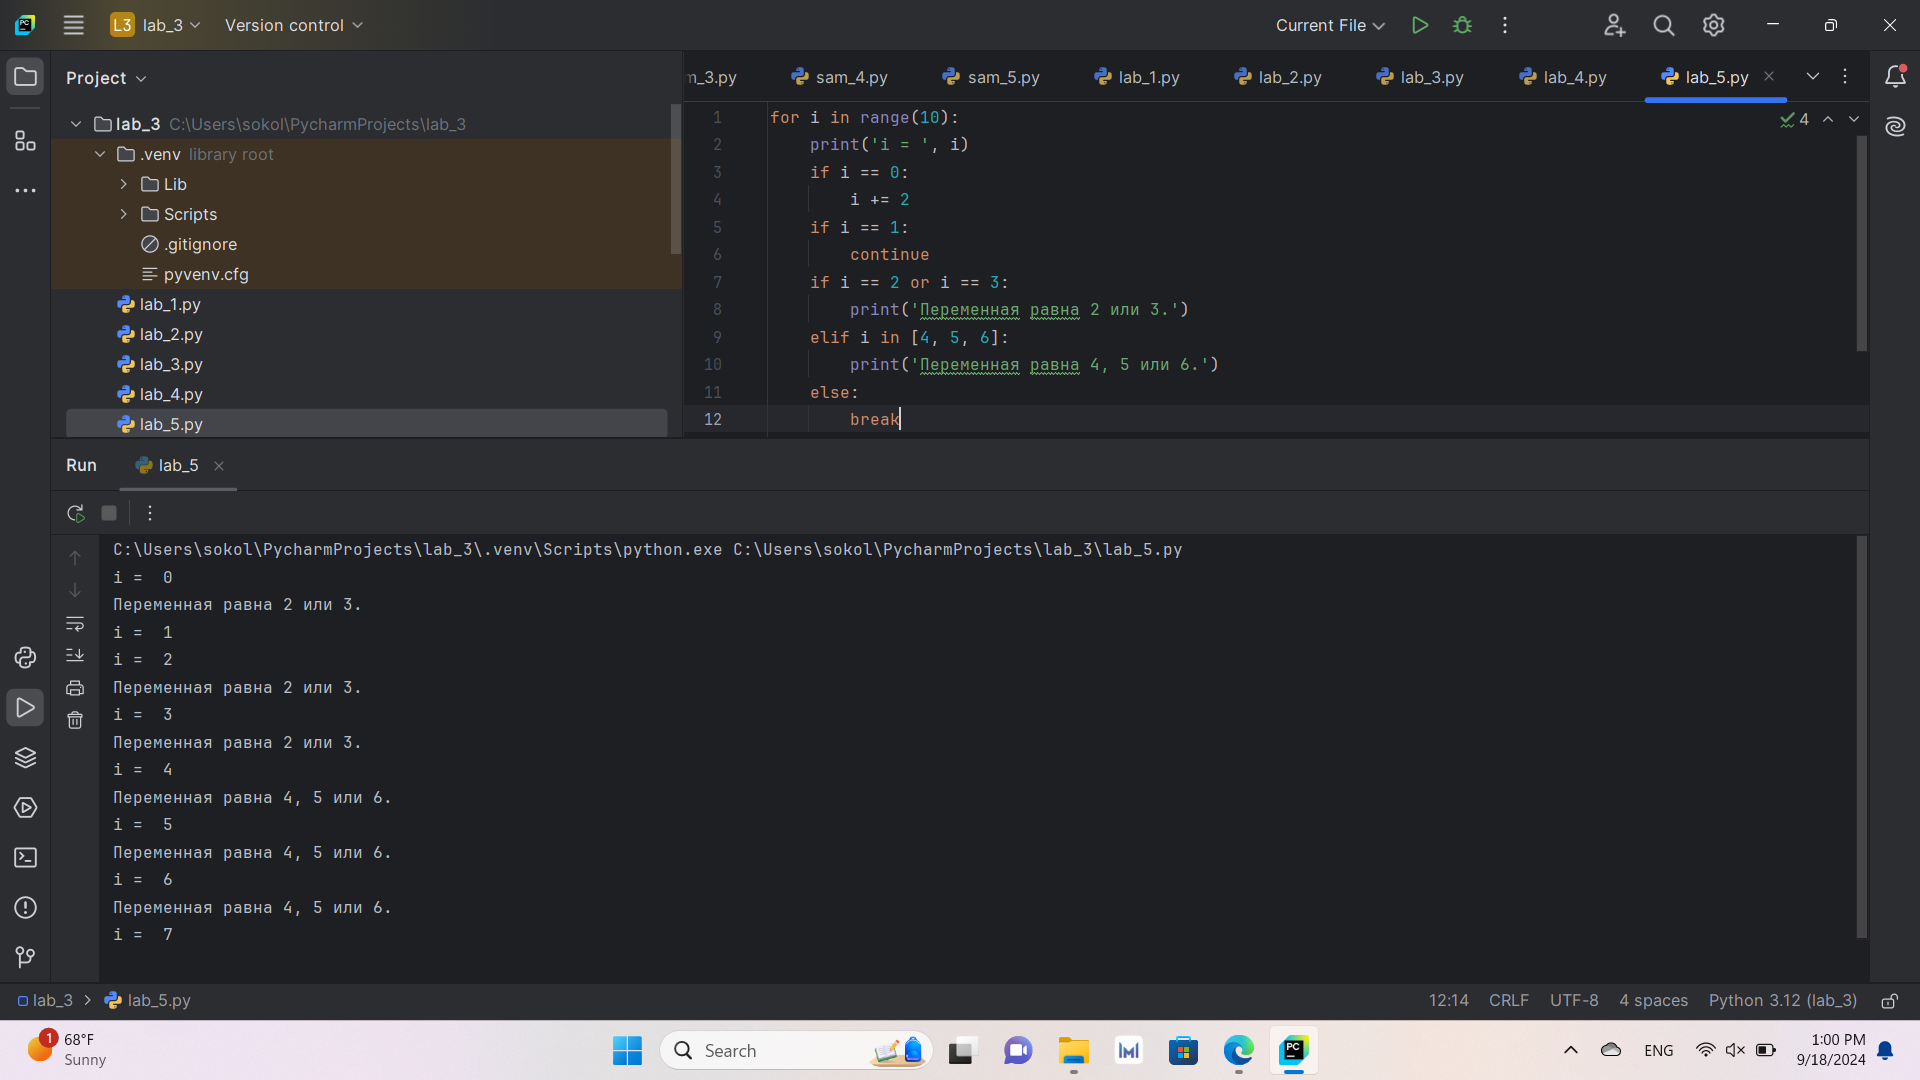 L3 lab_3 Version control Current File
Project
m_3.py sam_4.py sam_5.py lab_1.py lab_2.py lab_3.py lab_4.py lab_5.py
lab_3 C:\Users\sokol\PycharmProjects\lab_3
.venv library root
Lib
Scripts
.gitignore
pyvenv.cfg
lab_1.py
lab_2.py
lab_3.py
lab_4.py
lab_5.py
4
1 for i in range(10):
2     print('i = ', i)
3     if i == 0:
4         i += 2
5     if i == 1:
6         continue
7     if i == 2 or i == 3:
8         print('Переменная равна 2 или 3.')
9     elif i in [4, 5, 6]:
10         print('Переменная равна 4, 5 или 6.')
11     else:
12         break
Run lab_5
C:\Users\sokol\PycharmProjects\lab_3\.venv\Scripts\python.exe C:\Users\sokol\PycharmProjects\lab_3\lab_5.py
i =  0
Переменная равна 2 или 3.
i =  1
i =  2
Переменная равна 2 или 3.
i =  3
Переменная равна 2 или 3.
i =  4
Переменная равна 4, 5 или 6.
i =  5
Переменная равна 4, 5 или 6.
i =  6
Переменная равна 4, 5 или 6.
i =  7
lab_3 lab_5.py 12:14 CRLF UTF-8 4 spaces Python 3.12 (lab_3)
1 68°F
Sunny
Search
PC
ENG
1:00 PM
9/18/2024